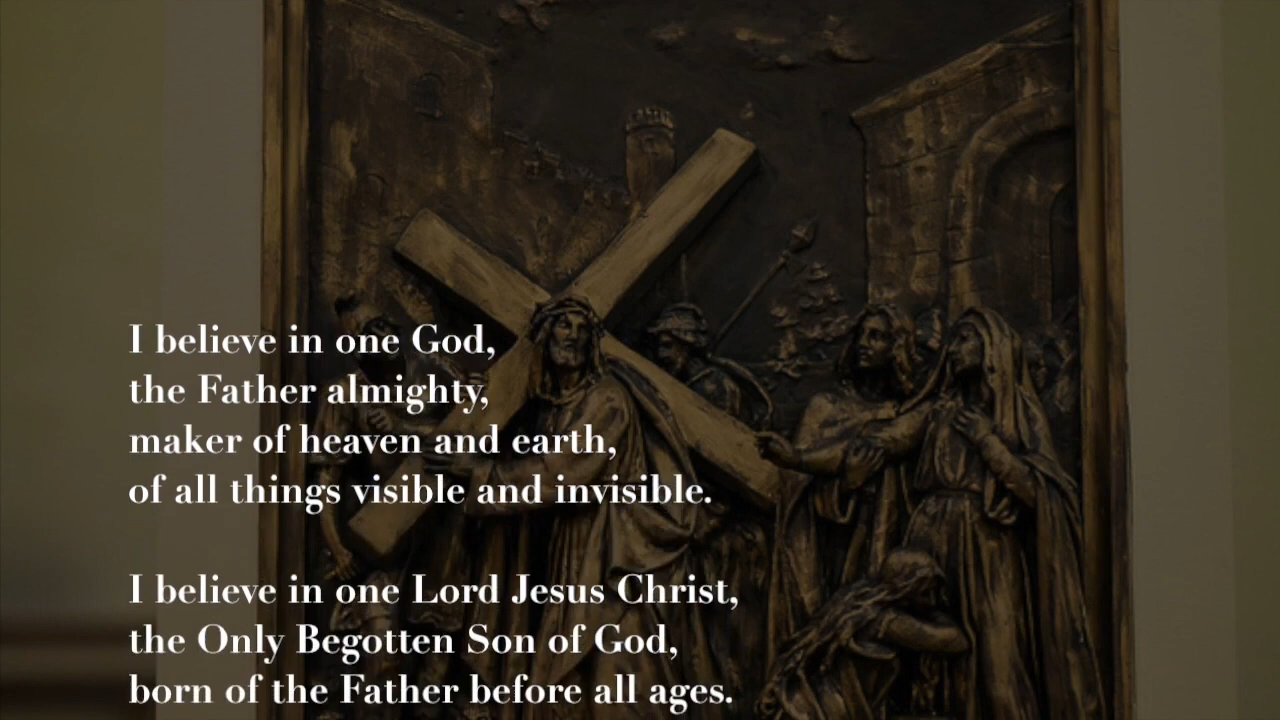 I believe in one God,
the Father almighty,
maker of heaven and earth,
of all things visible and invisible.
I believe in one Lord Jesus Christ,
the Only Begotten Son of God,
born of the Father before all ages.